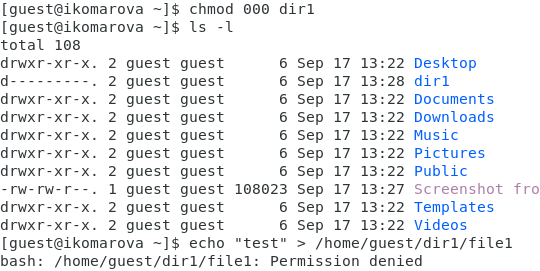 [guest@ikomarova ~]$ chmod 000 dir1
[guest@ikomarova ~]$ ls -l
total 108
drwxr-xr-x. 2 guest guest      6 Sep 17 13:22 Desktop
d---------. 2 guest guest      6 Sep 17 13:28 dir1
drwxr-xr-x. 2 guest guest      6 Sep 17 13:22 Documents
drwxr-xr-x. 2 guest guest      6 Sep 17 13:22 Downloads
drwxr-xr-x. 2 guest guest      6 Sep 17 13:22 Music
drwxr-xr-x. 2 guest guest      6 Sep 17 13:22 Pictures
drwxr-xr-x. 2 guest guest      6 Sep 17 13:22 Public
-rw-rw-r--. 1 guest guest 108023 Sep 17 13:27 Screenshot fro
drwxr-xr-x. 2 guest guest      6 Sep 17 13:22 Templates
drwxr-xr-x. 2 guest guest      6 Sep 17 13:22 Videos
[guest@ikomarova ~]$ echo "test" > /home/guest/dir1/file1
bash: /home/guest/dir1/file1: Permission denied